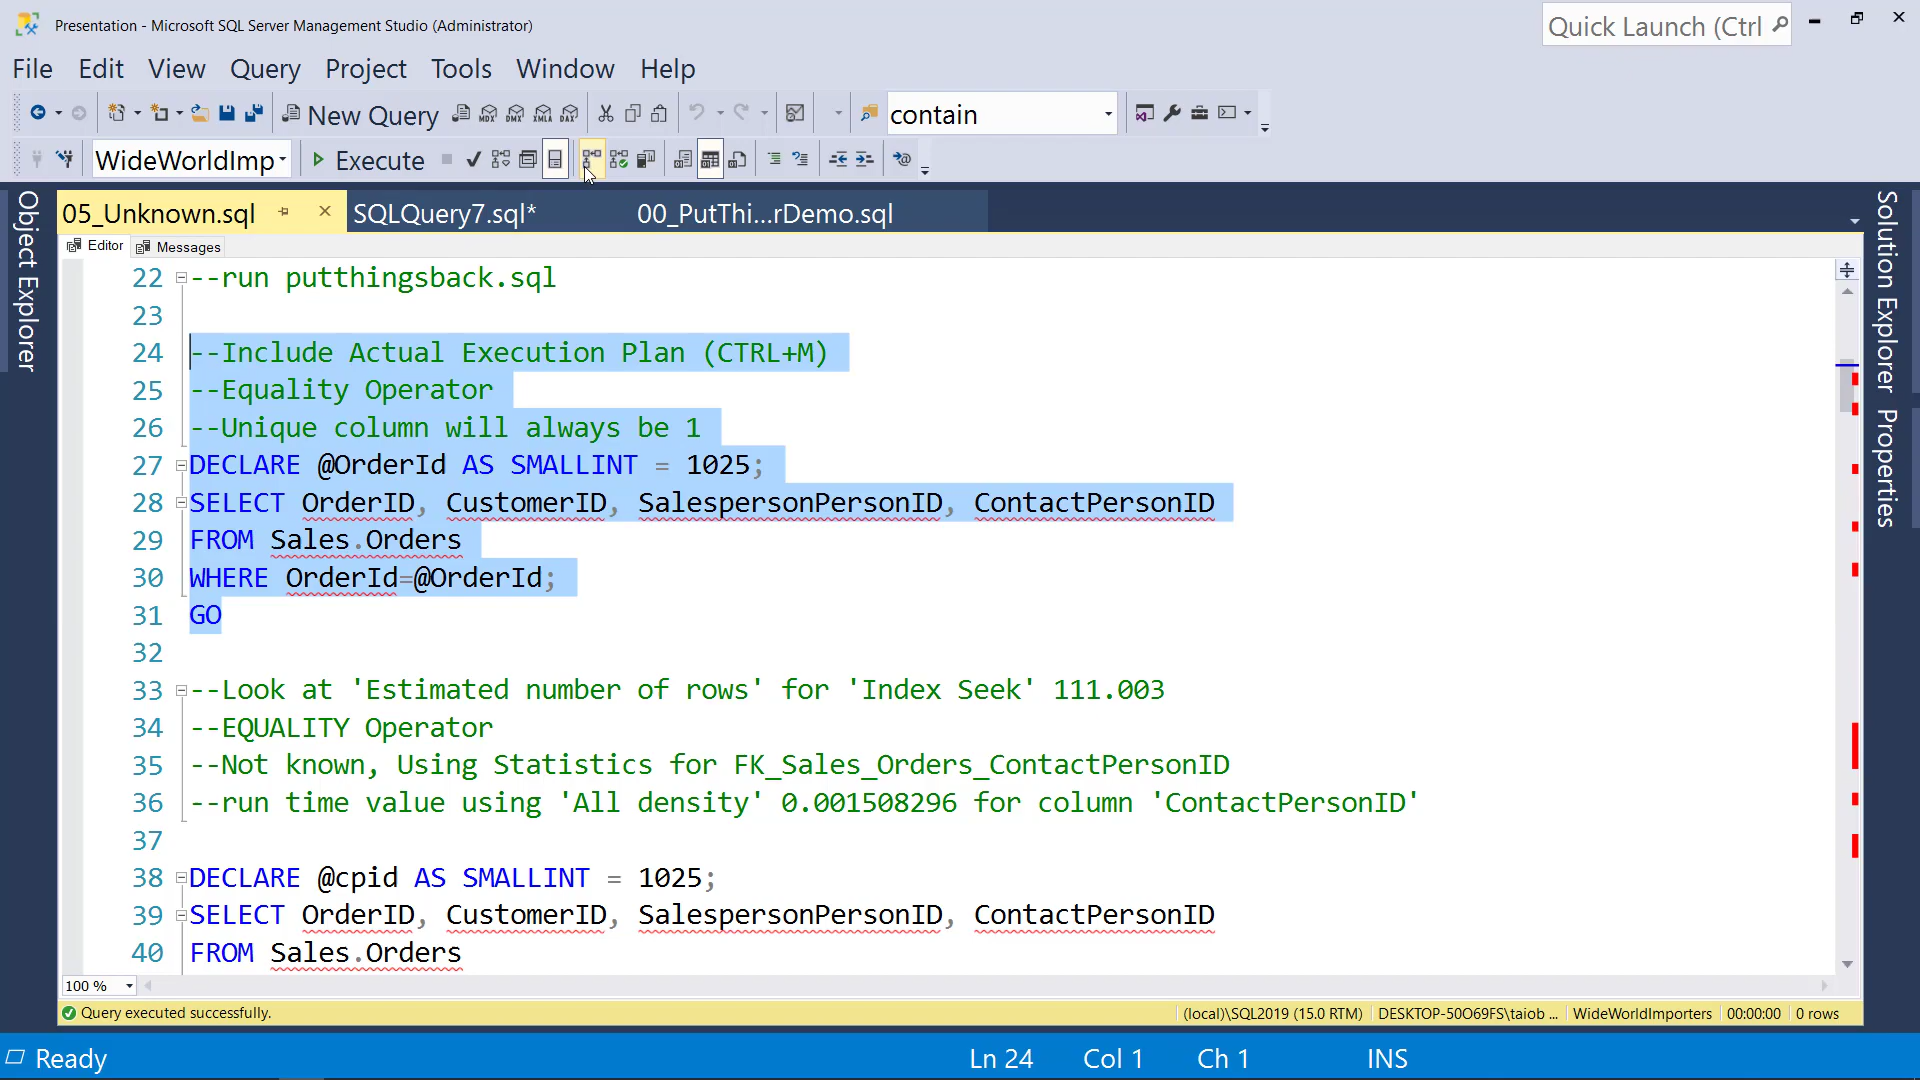 Presentation - Microsoft SQL Server Management Studio (Administrator)
Quick Launch (Ctrl
File Edit View Query Project Tools Window Help
New Query MDX DMX XMLA DAX contain
WideWorldImp Execute
05_Unknown.sql SQLQuery7.sql* 00_PutThi...rDemo.sql
Object Explorer
Solution Explorer
Properties
Editor Messages
22 --run putthingsback.sql
23
24 --Include Actual Execution Plan (CTRL+M)
25 --Equality Operator
26 --Unique column will always be 1
27 DECLARE @OrderId AS SMALLINT = 1025;
28 SELECT OrderID, CustomerID, SalespersonPersonID, ContactPersonID
29 FROM Sales.Orders
30 WHERE OrderId=@OrderId;
31 GO
32
33 --Look at 'Estimated number of rows' for 'Index Seek' 111.003
34 --EQUALITY Operator
35 --Not known, Using Statistics for FK_Sales_Orders_ContactPersonID
36 --run time value using 'All density' 0.001508296 for column 'ContactPersonID'
37
38 DECLARE @cpid AS SMALLINT = 1025;
39 SELECT OrderID, CustomerID, SalespersonPersonID, ContactPersonID
40 FROM Sales.Orders
100 %
Query executed successfully. (local)\SQL2019 (15.0 RTM) DESKTOP-50O69FS\taiob ... WideWorldImporters 00:00:00 0 rows
Ready Ln 24 Col 1 Ch 1 INS